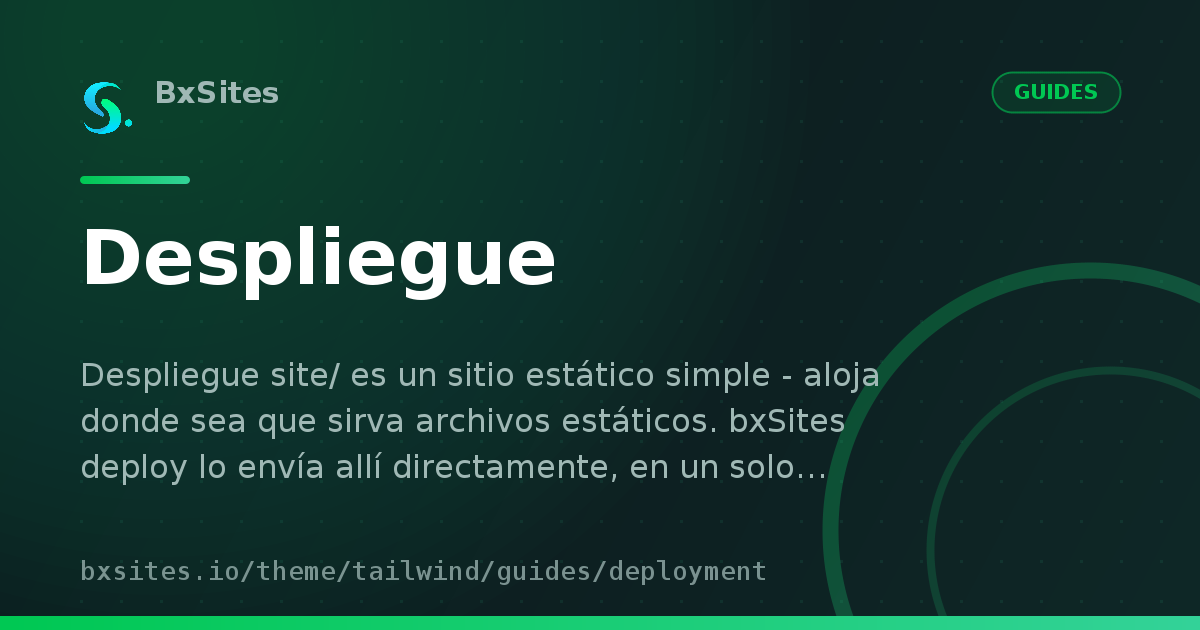 BxSites
GUIDES
Despliegue
Despliegue site/ es un sitio estático simple - aloja
donde sea que sirva archivos estáticos. bxSites
deploy lo envía allí directamente, en un solo...
bxsites.io/theme/tailwind/guides/deployment